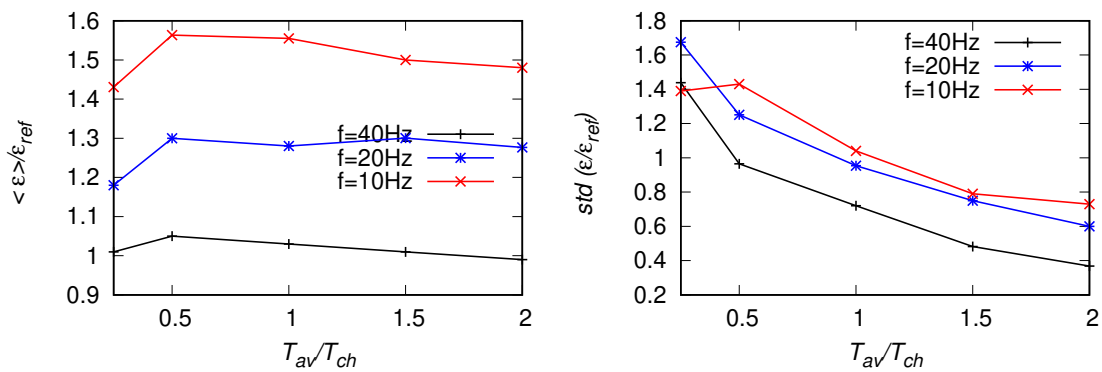 1.6
1.5
1.4
1.3
1.2
1.1
1
0.9
0.5
1
1.5
2
< ε>/ε_ref
T_av/T_ch
f=40Hz
f=20Hz
f=10Hz
1.8
1.6
1.4
1.2
1
0.8
0.6
0.4
0.2
0.5
1
1.5
2
std (ε/ε_ref)
T_av/T_ch
f=40Hz
f=20Hz
f=10Hz